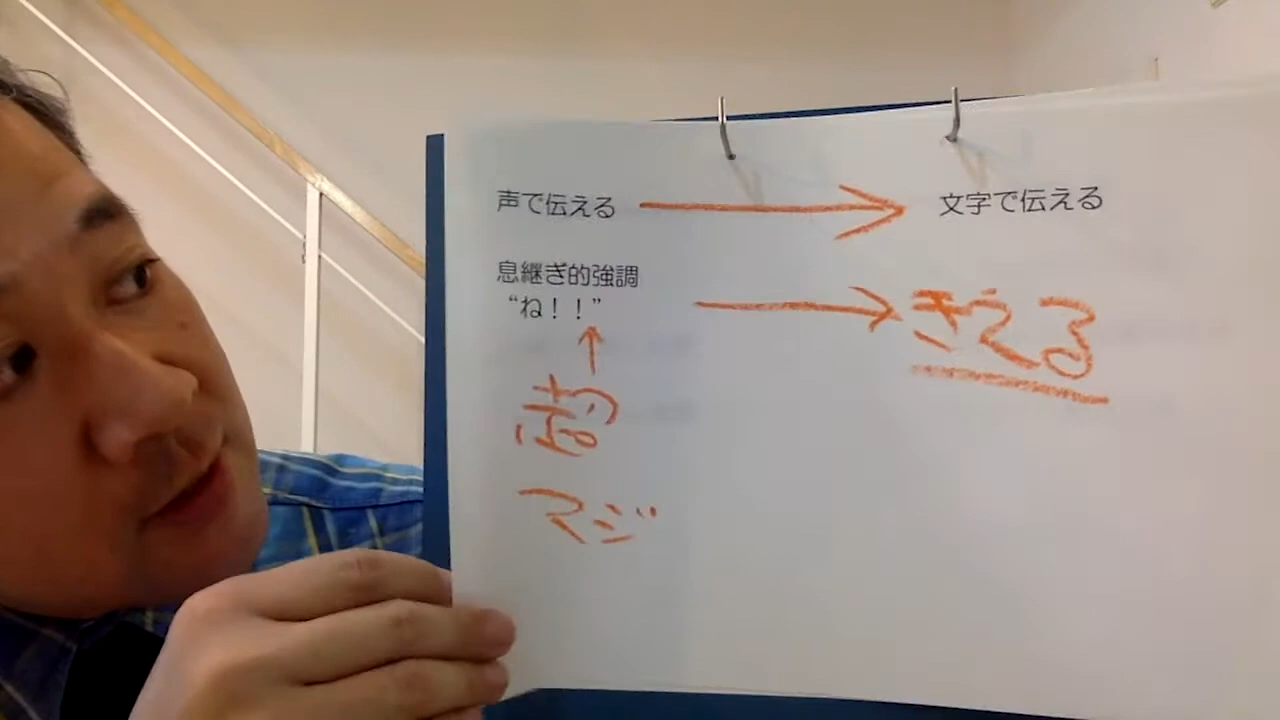 声で伝える
文字で伝える
息継ぎ的強調
“ね！！”
きえる
マジ